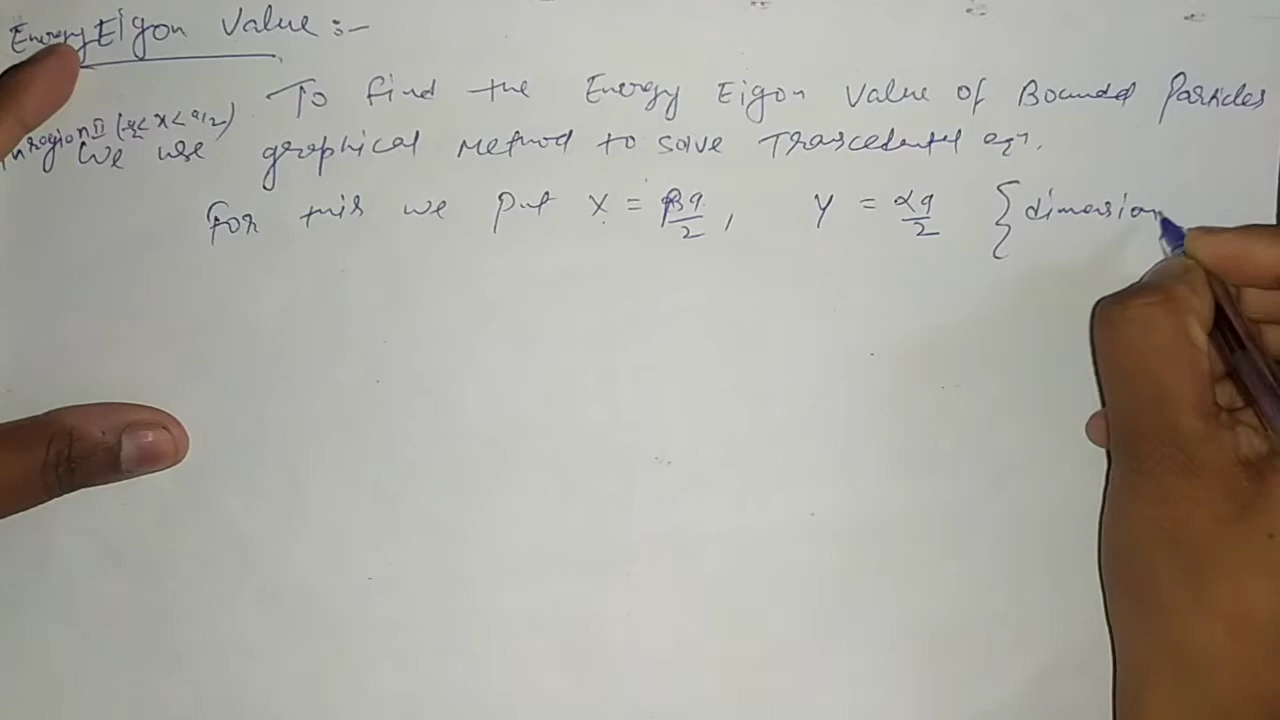 Energy Eigon Value :-
To find the Energy Eigon Value of Bounded Particles
in region II (-a/2 < x < a/2)
We use graphical Method to solve Trascedental eqn.
For this we put X = βa/2, Y = αa/2 {dimension